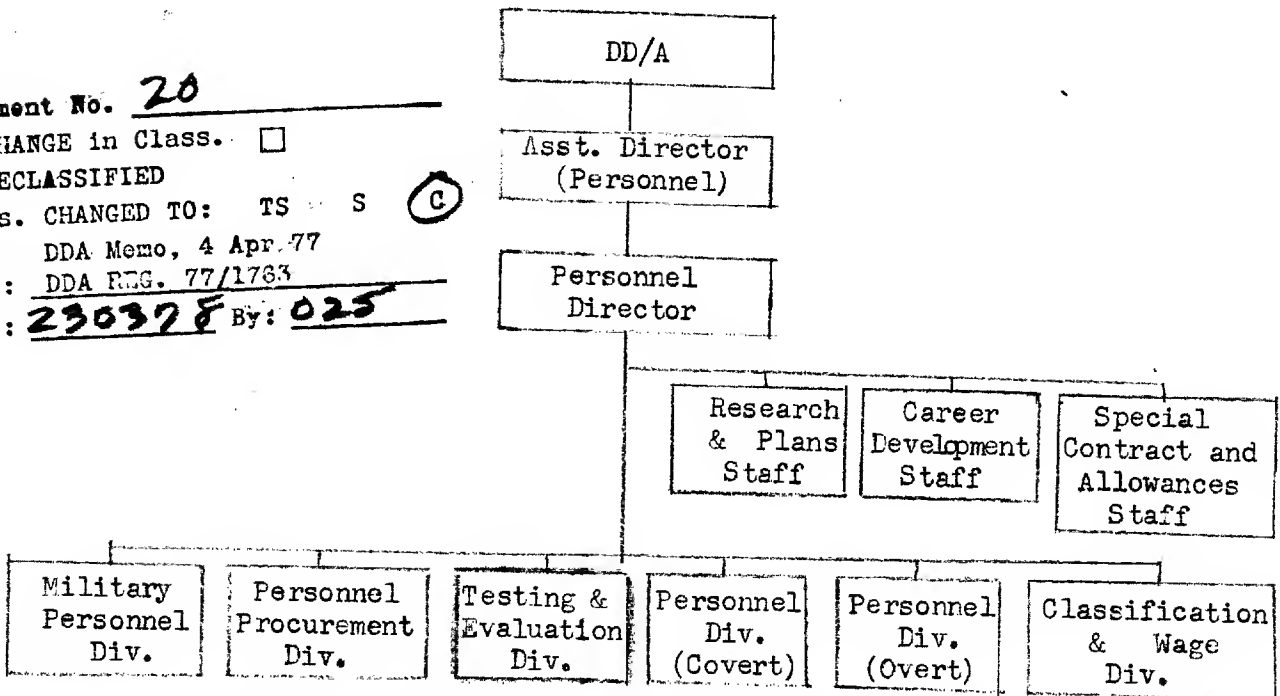 ment No. 20
HANGE in Class. ☐
ECLASSIFIED
s. CHANGED TO: TS S C
DDA Memo, 4 Apr. 77
: DDA REG. 77/1763
: 230378 By: 025
DD/A
Asst. Director
(Personnel)
Personnel
Director
Research
& Plans
Staff
Career
Development
Staff
Special
Contract and
Allowances
Staff
Military
Personnel
Div.
Personnel
Procurement
Div.
Testing &
Evaluation
Div.
Personnel
Div.
(Covert)
Personnel
Div.
(Overt)
Classification
& Wage
Div.